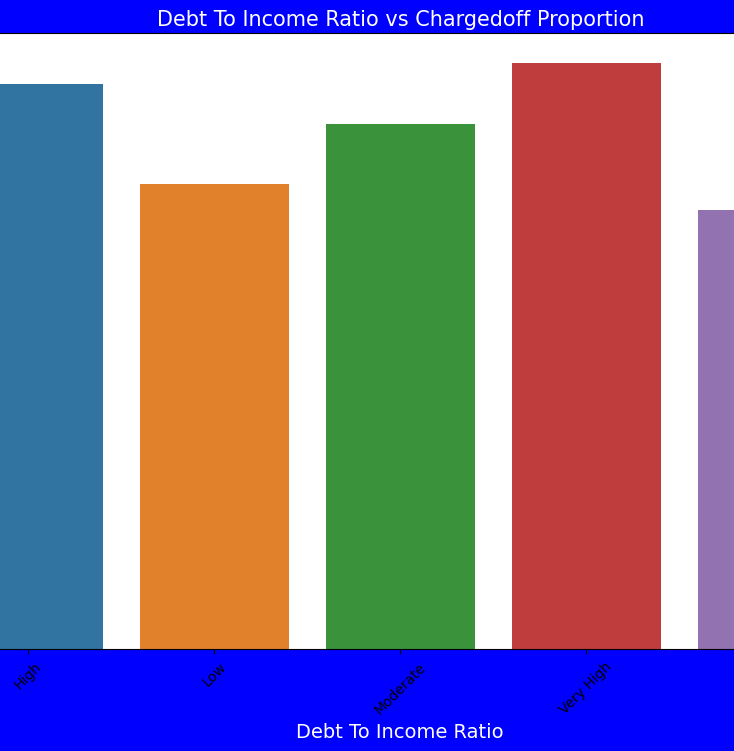 Debt To Income Ratio vs Chargedoff Proportion
High
Low
Moderate
Very High
Debt To Income Ratio